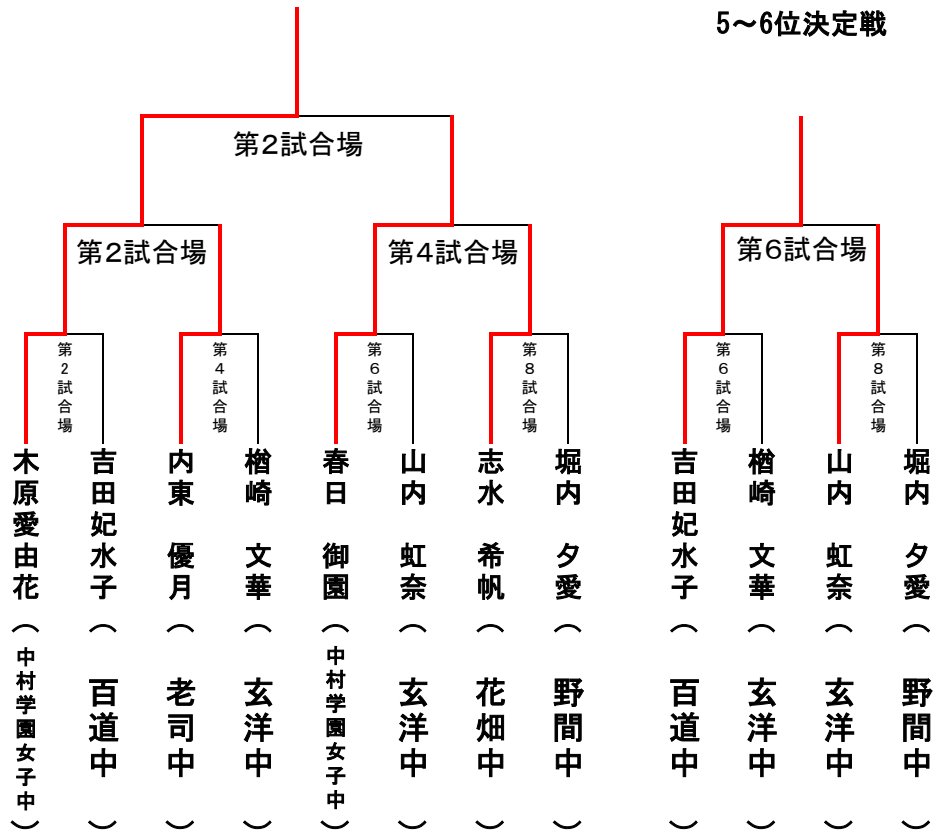 5～6位決定戦
第2試合場
第2試合場
第4試合場
第6試合場
第2試合場
第4試合場
第6試合場
第8試合場
第6試合場
第8試合場
木原愛由花（中村学園女子中）
吉田妃水子（百道中）
内東　優月（老司中）
楢崎　文華（玄洋中）
春日　御園（中村学園女子中）
山内　虹奈（玄洋中）
志水　希帆（花畑中）
堀内　夕愛（野間中）
吉田妃水子（百道中）
楢崎　文華（玄洋中）
山内　虹奈（玄洋中）
堀内　夕愛（野間中）